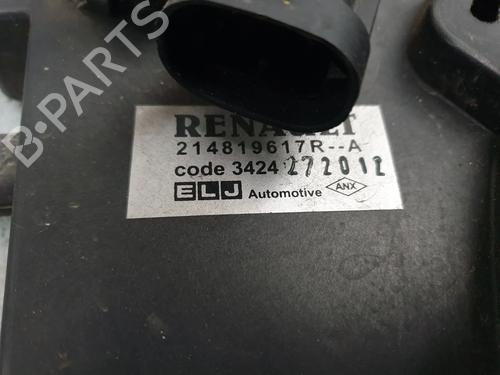 B-PARTS
RENAULT
214819617R--A
code 3424 272012
ELJ Automotive ANX